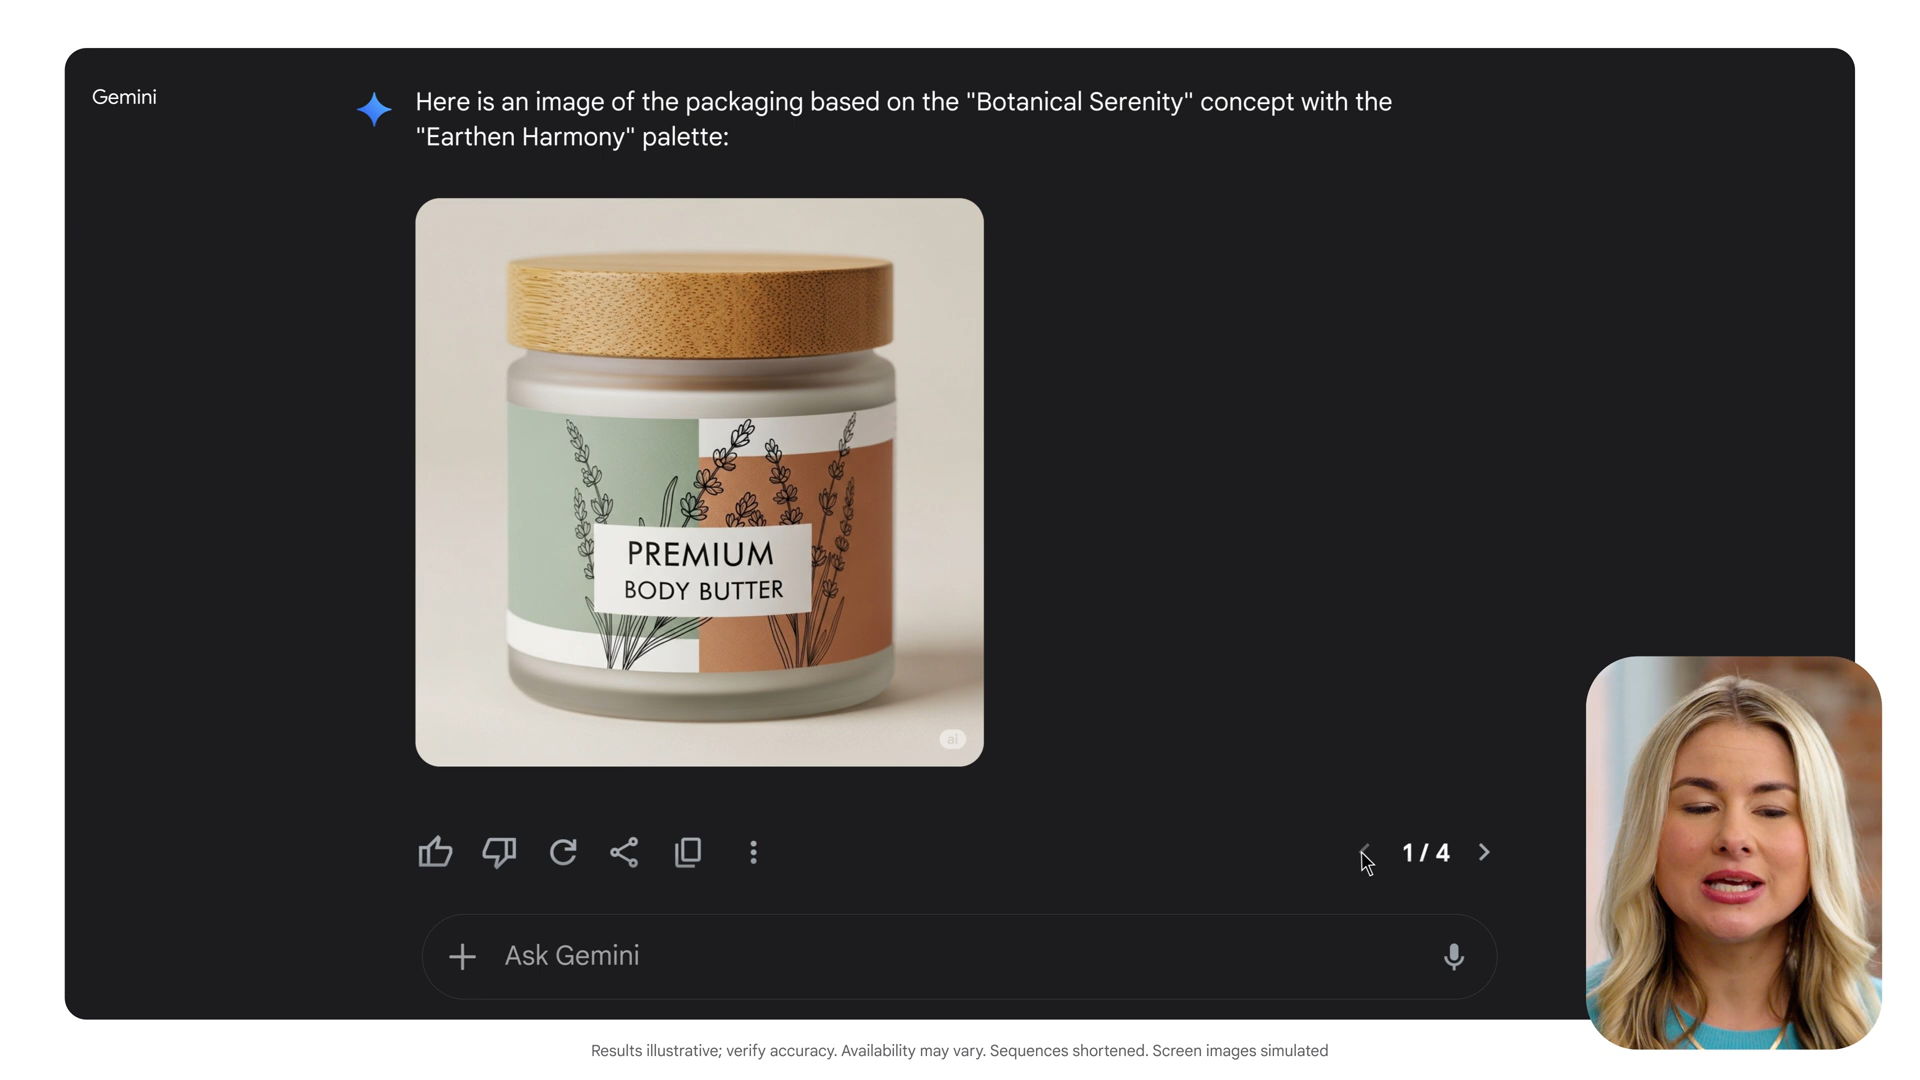 Gemini
Here is an image of the packaging based on the "Botanical Serenity" concept with the
"Earthen Harmony" palette:
PREMIUM
BODY BUTTER
ai
1 / 4
Ask Gemini
Results illustrative; verify accuracy. Availability may vary. Sequences shortened. Screen images simulated